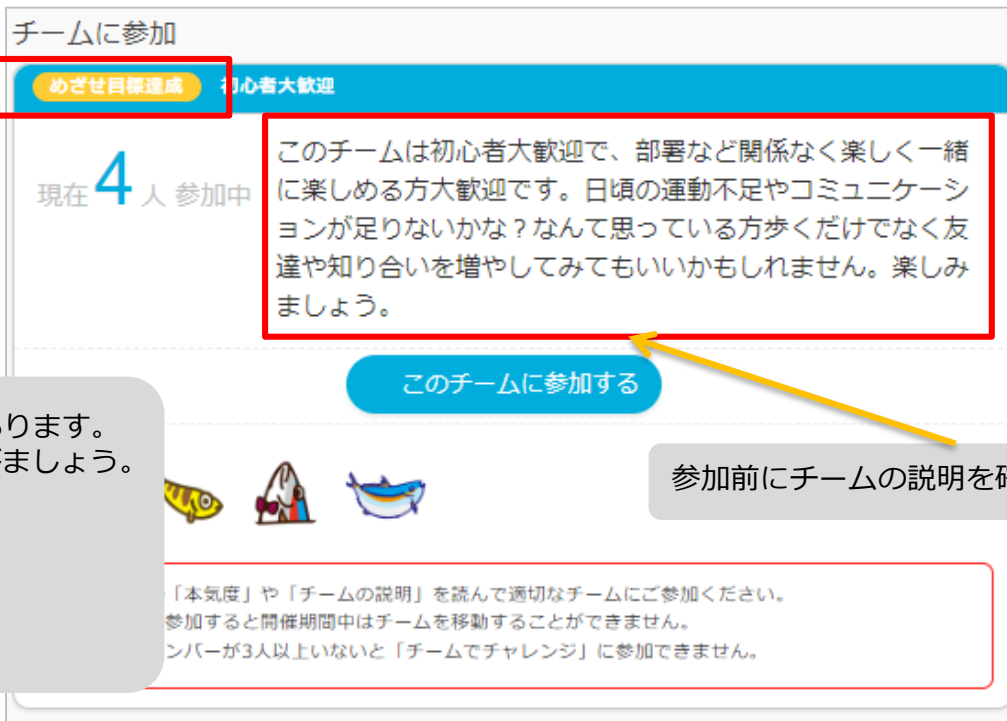 チームに参加
めざせ目標達成 初心者大歓迎
現在4人 参加中
このチームは初心者大歓迎で、部署など関係なく楽しく一緒
に楽しめる方大歓迎です。日頃の運動不足やコミュニケーシ
ョンが足りないかな？なんて思っている方歩くだけでなく友
達や知り合いを増やしてみてもいいかもしれません。楽しみ
ましょう。
このチームに参加する
ります。
ましょう。
参加前にチームの説明を
「本気度」や「チームの説明」を読んで適切なチームにご参加ください。
参加すると開催期間中はチームを移動することができません。
ンバーが3人以上いないと「チームでチャレンジ」に参加できません。